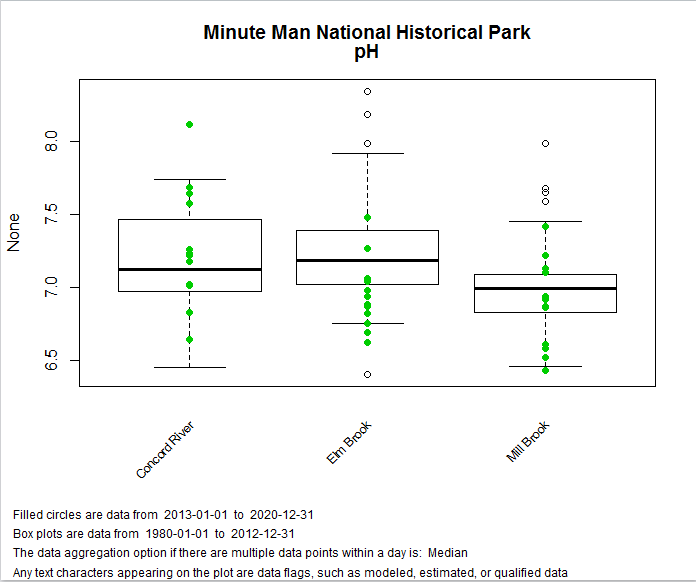 Minute Man National Historical Park
pH
None
8.0
7.5
7.0
6.5
Concord River
Elm Brook
Mill Brook
Filled circles are data from 2013-01-01 to 2020-12-31
Box plots are data from 1980-01-01 to 2012-12-31
The data aggregation option if there are multiple data points within a day is: Median
Any text characters appearing on the plot are data flags, such as modeled, estimated, or qualified data